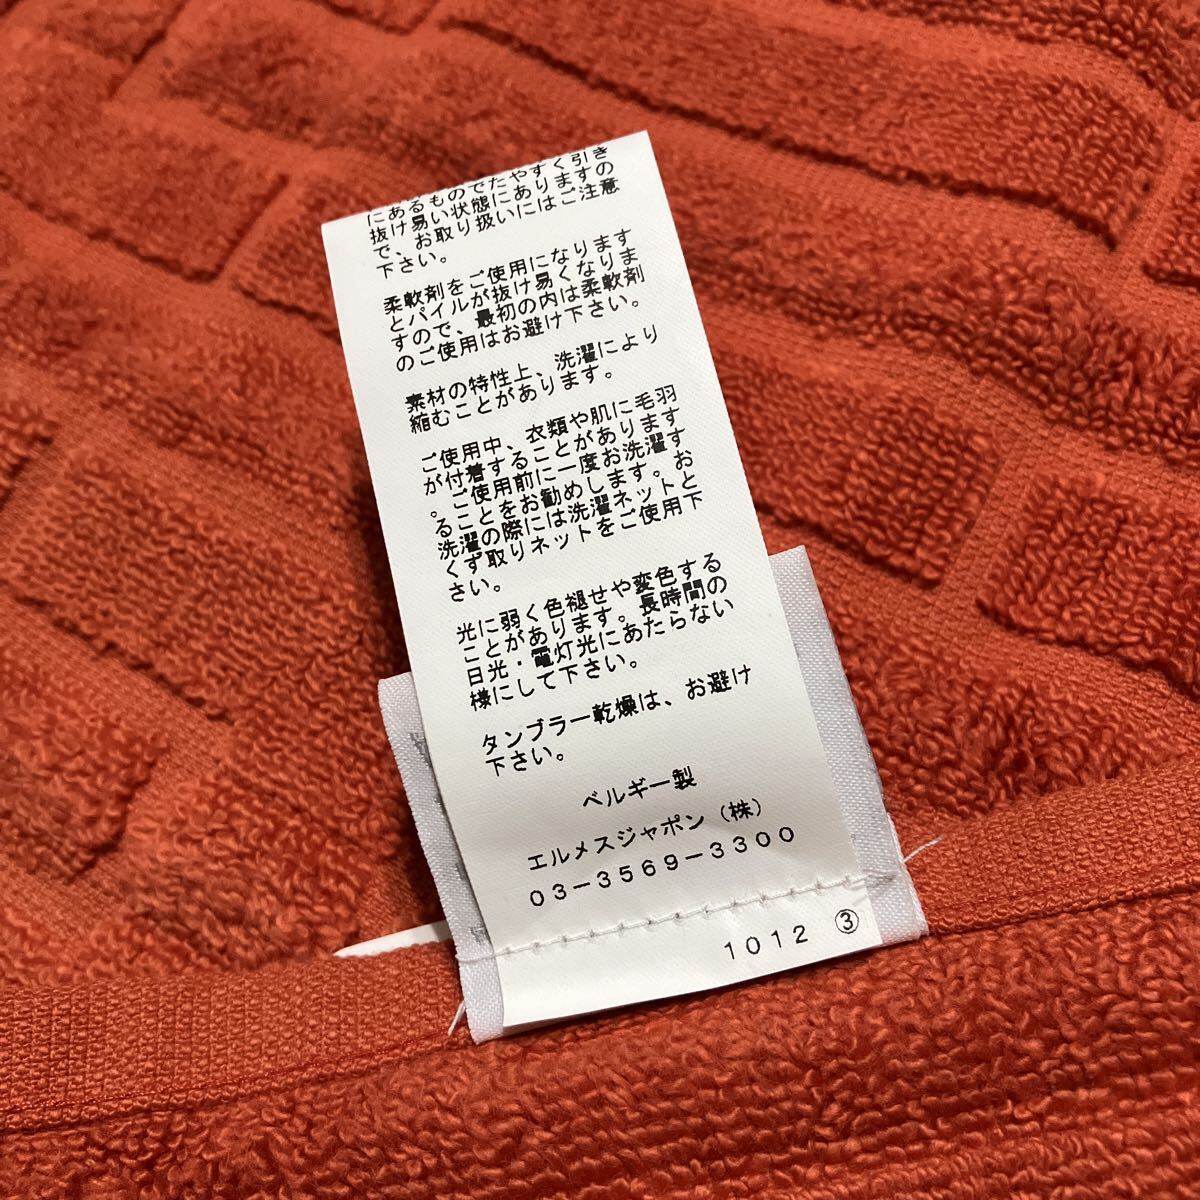 にあるものでたやすく引き
抜け易い状態にありますの
で、お取り扱いにはご注意
下さい。
柔軟剤をご使用になります
とパイルが抜け易くなりま
すので、最初の内は柔軟剤
のご使用はお避け下さい。
素材の特性上、洗濯により
縮むことがあります。
ご使用中、衣類や肌に毛羽
が付着することがあります
。ご使用前に一度お洗濯す
ることをお勧めします。お
洗濯の際には洗濯ネットと
くず取りネットをご使用下
さい。
光に弱く色褪せや変色する
ことがあります。長時間の
日光・電灯光にあたらない
様にして下さい。
タンブラー乾燥は、お避け
下さい。
ベルギー製
エルメスジャポン（株）
03-3569-3300
1012 ③